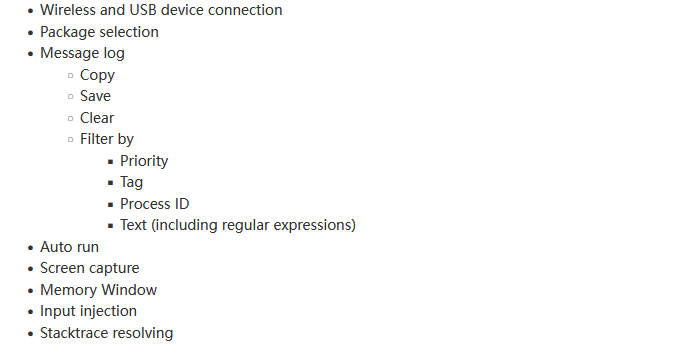 Wireless and USB device connection
Package selection
Message log
Copy
Save
Clear
Filter by
Priority
Tag
Process ID
Text (including regular expressions)
Auto run
Screen capture
Memory Window
Input injection
Stacktrace resolving